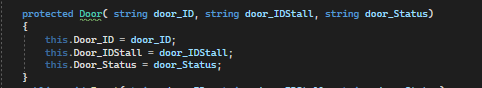 protected Door( string door_ID, string door_IDStall, string door_Status)
{
this.Door_ID = door_ID;
this.Door_IDStall = door_IDStall;
this.Door_Status = door_Status;
}